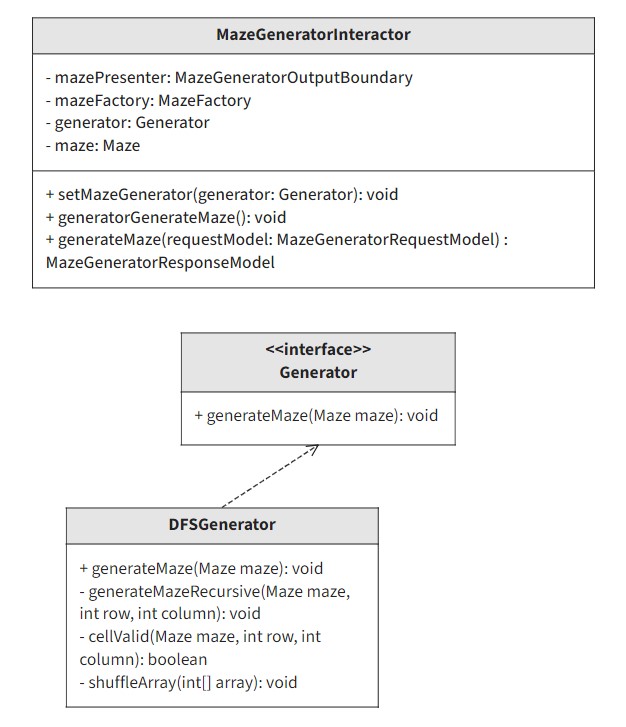 MazeGeneratorInteractor
- mazePresenter: MazeGeneratorOutputBoundary
- mazeFactory: MazeFactory
- generator: Generator
- maze: Maze
+ setMazeGenerator(generator: Generator): void
+ generatorGenerateMaze(): void
+ generateMaze(requestModel: MazeGeneratorRequestModel) :
MazeGeneratorResponseModel
<<interface>>
Generator
+ generateMaze(Maze maze): void
DFSGenerator
+ generateMaze(Maze maze): void
- generateMazeRecursive(Maze maze,
int row, int column): void
- cellValid(Maze maze, int row, int
column): boolean
- shuffleArray(int[] array): void